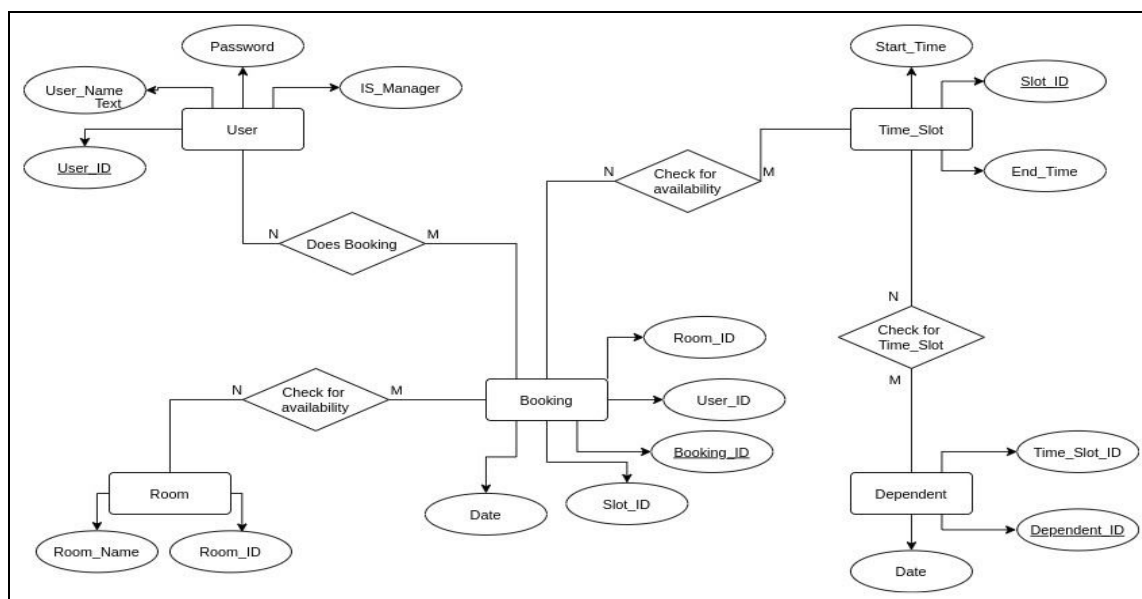 Password
Start_Time
User_Name
Text
IS_Manager
Slot_ID
User
Time_Slot
User_ID
N
Check for
availability
M
End_Time
N
Does Booking
M
N
Check for
Time_Slot
M
Room_ID
N
Check for
availability
M
Booking
User_ID
Booking_ID
Time_Slot_ID
Room
Date
Slot_ID
Dependent
Room_Name
Room_ID
Dependent_ID
Date